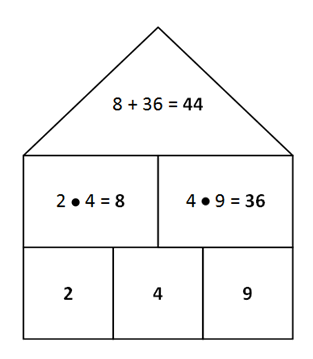 8 + 36 = 44
2 • 4 = 8
4 • 9 = 36
2
4
9